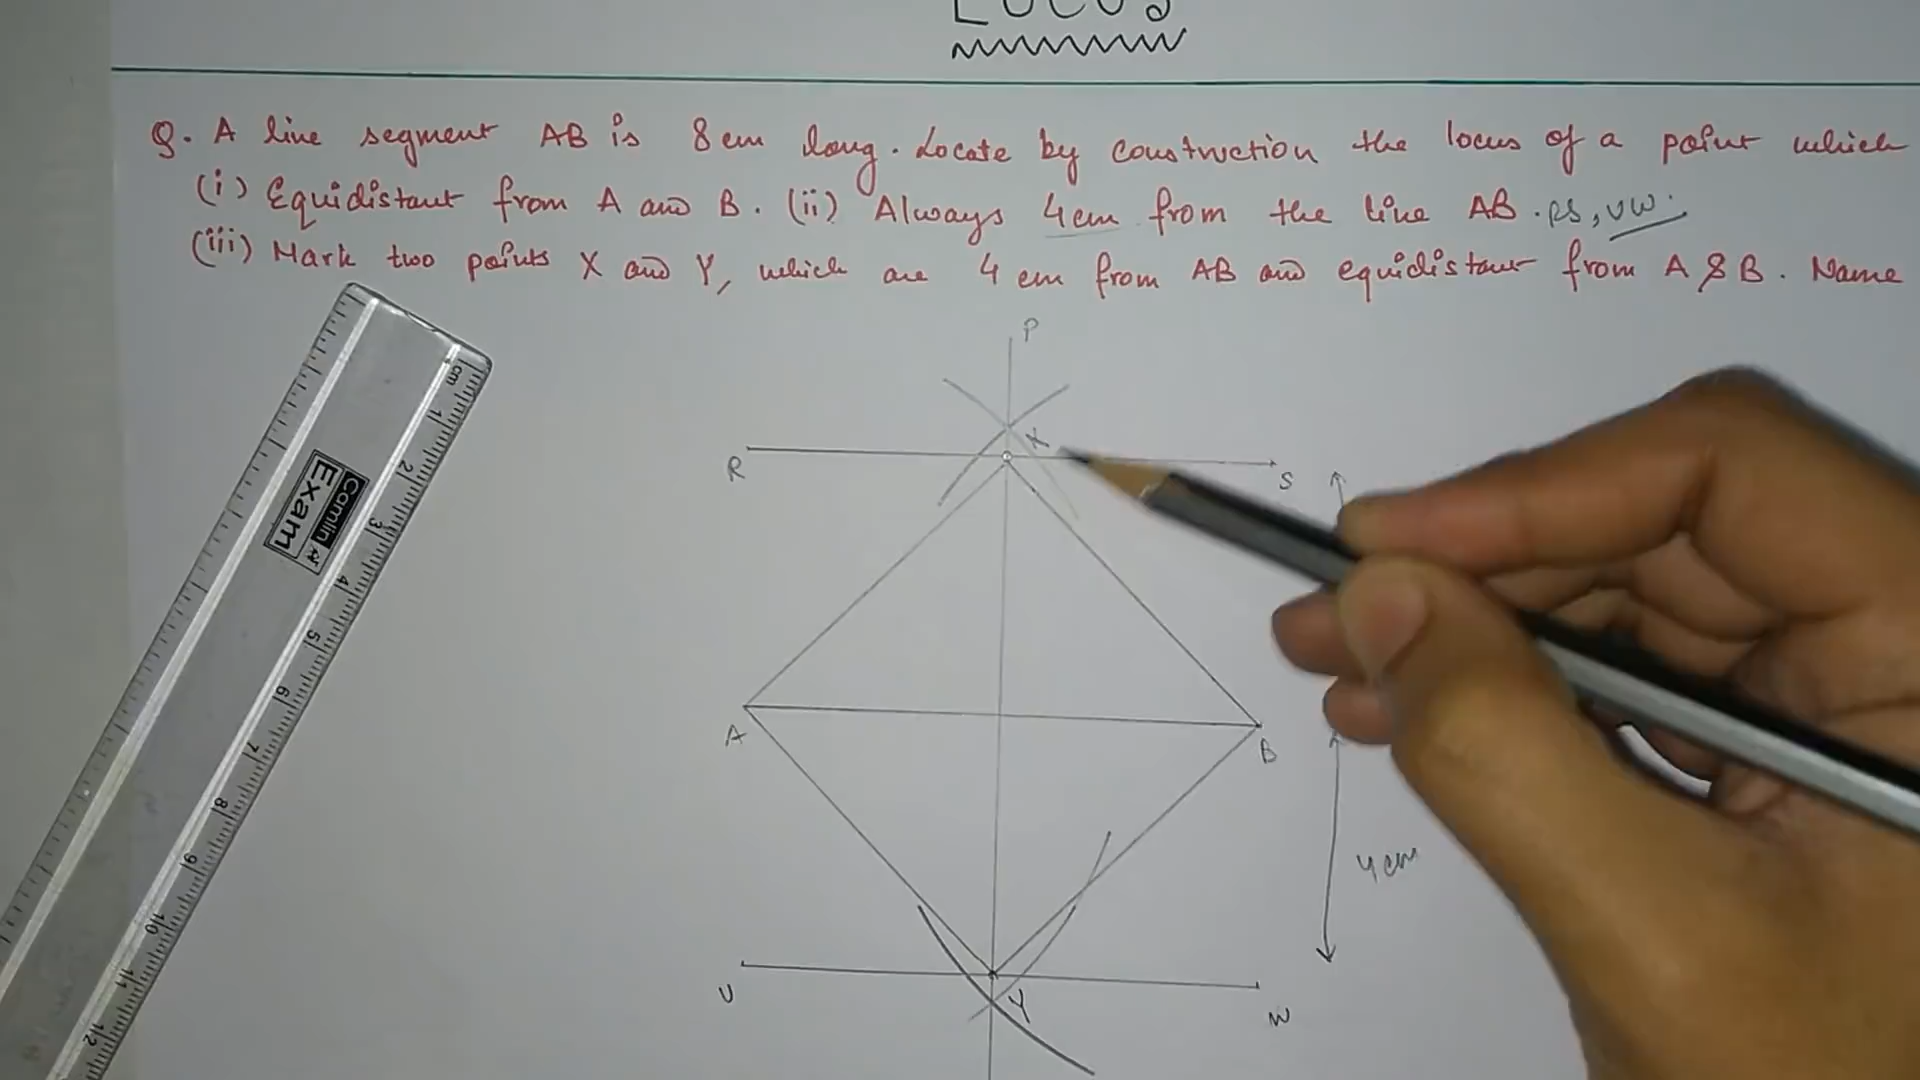 LOCUS
Q. A line segment AB is 8 cm long. Locate by construction the locus of a point which
(i) Equidistant from A and B. (ii) Always 4 cm from the line AB. RS, UW.
(iii) Mark two points X and Y, which are 4 cm from AB and equidistant from A & B. Name
P
X
R
S
A
B
4 cm
U
Y
W
cm
1
2
3
4
5
6
7
8
9
10
11
12
Camlin
Exam